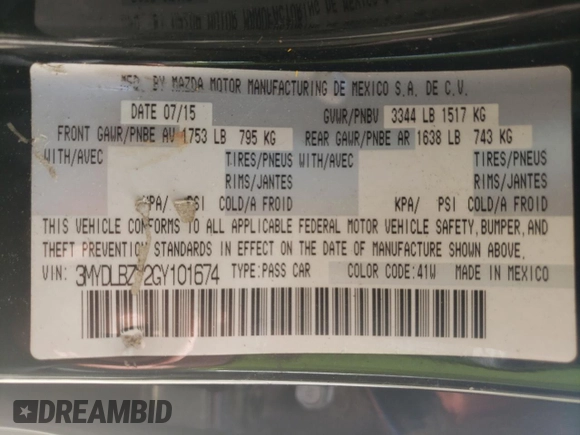 MFD. BY MAZDA MOTOR MANUFACTURING DE MEXICO S.A. DE C.V.
DATE 07/15 GVWR/PNBV 3344 LB 1517 KG
FRONT GAWR/PNBE AV 1753 LB 795 KG REAR GAWR/PNBE AR 1638 LB 743 KG
WITH/AVEC TIRES/PNEUS WITH/AVEC TIRES/PNEUS
RIMS/JANTES RIMS/JANTES
KPA/ PSI COLD/A FROID KPA/ PSI COLD/A FROID
THIS VEHICLE CONFORMS TO ALL APPLICABLE FEDERAL MOTOR VEHICLE SAFETY, BUMPER, AND
THEFT PREVENTION STANDARDS IN EFFECT ON THE DATE OF MANUFACTURE SHOWN ABOVE.
VIN: TYPE:PASS CAR COLOR CODE:41W MADE IN MEXICO
DREAMBID